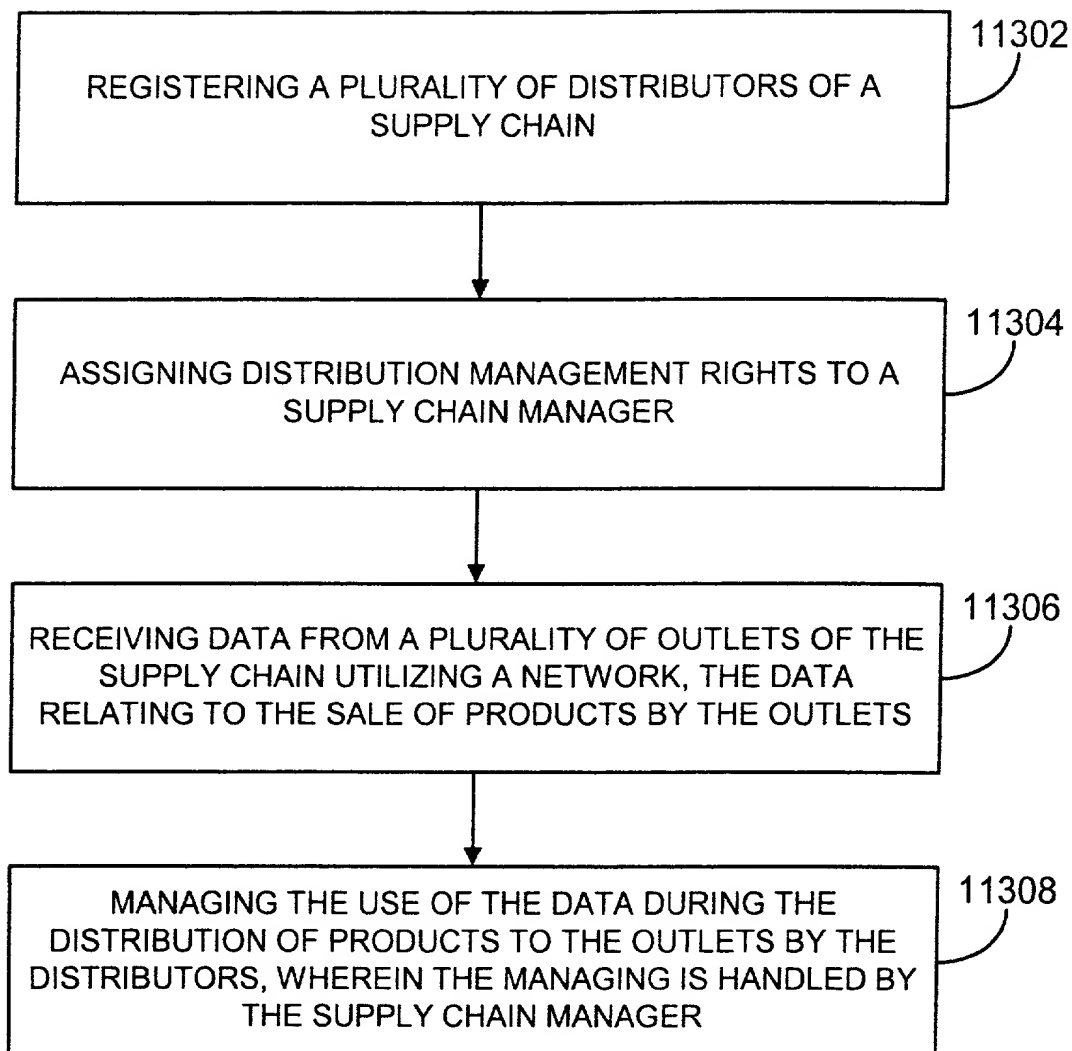 11302
REGISTERING A PLURALITY OF DISTRIBUTORS OF A
SUPPLY CHAIN
11304
ASSIGNING DISTRIBUTION MANAGEMENT RIGHTS TO A
SUPPLY CHAIN MANAGER
11306
RECEIVING DATA FROM A PLURALITY OF OUTLETS OF THE
SUPPLY CHAIN UTILIZING A NETWORK, THE DATA
RELATING TO THE SALE OF PRODUCTS BY THE OUTLETS
11308
MANAGING THE USE OF THE DATA DURING THE
DISTRIBUTION OF PRODUCTS TO THE OUTLETS BY THE
DISTRIBUTORS, WHEREIN THE MANAGING IS HANDLED BY
THE SUPPLY CHAIN MANAGER